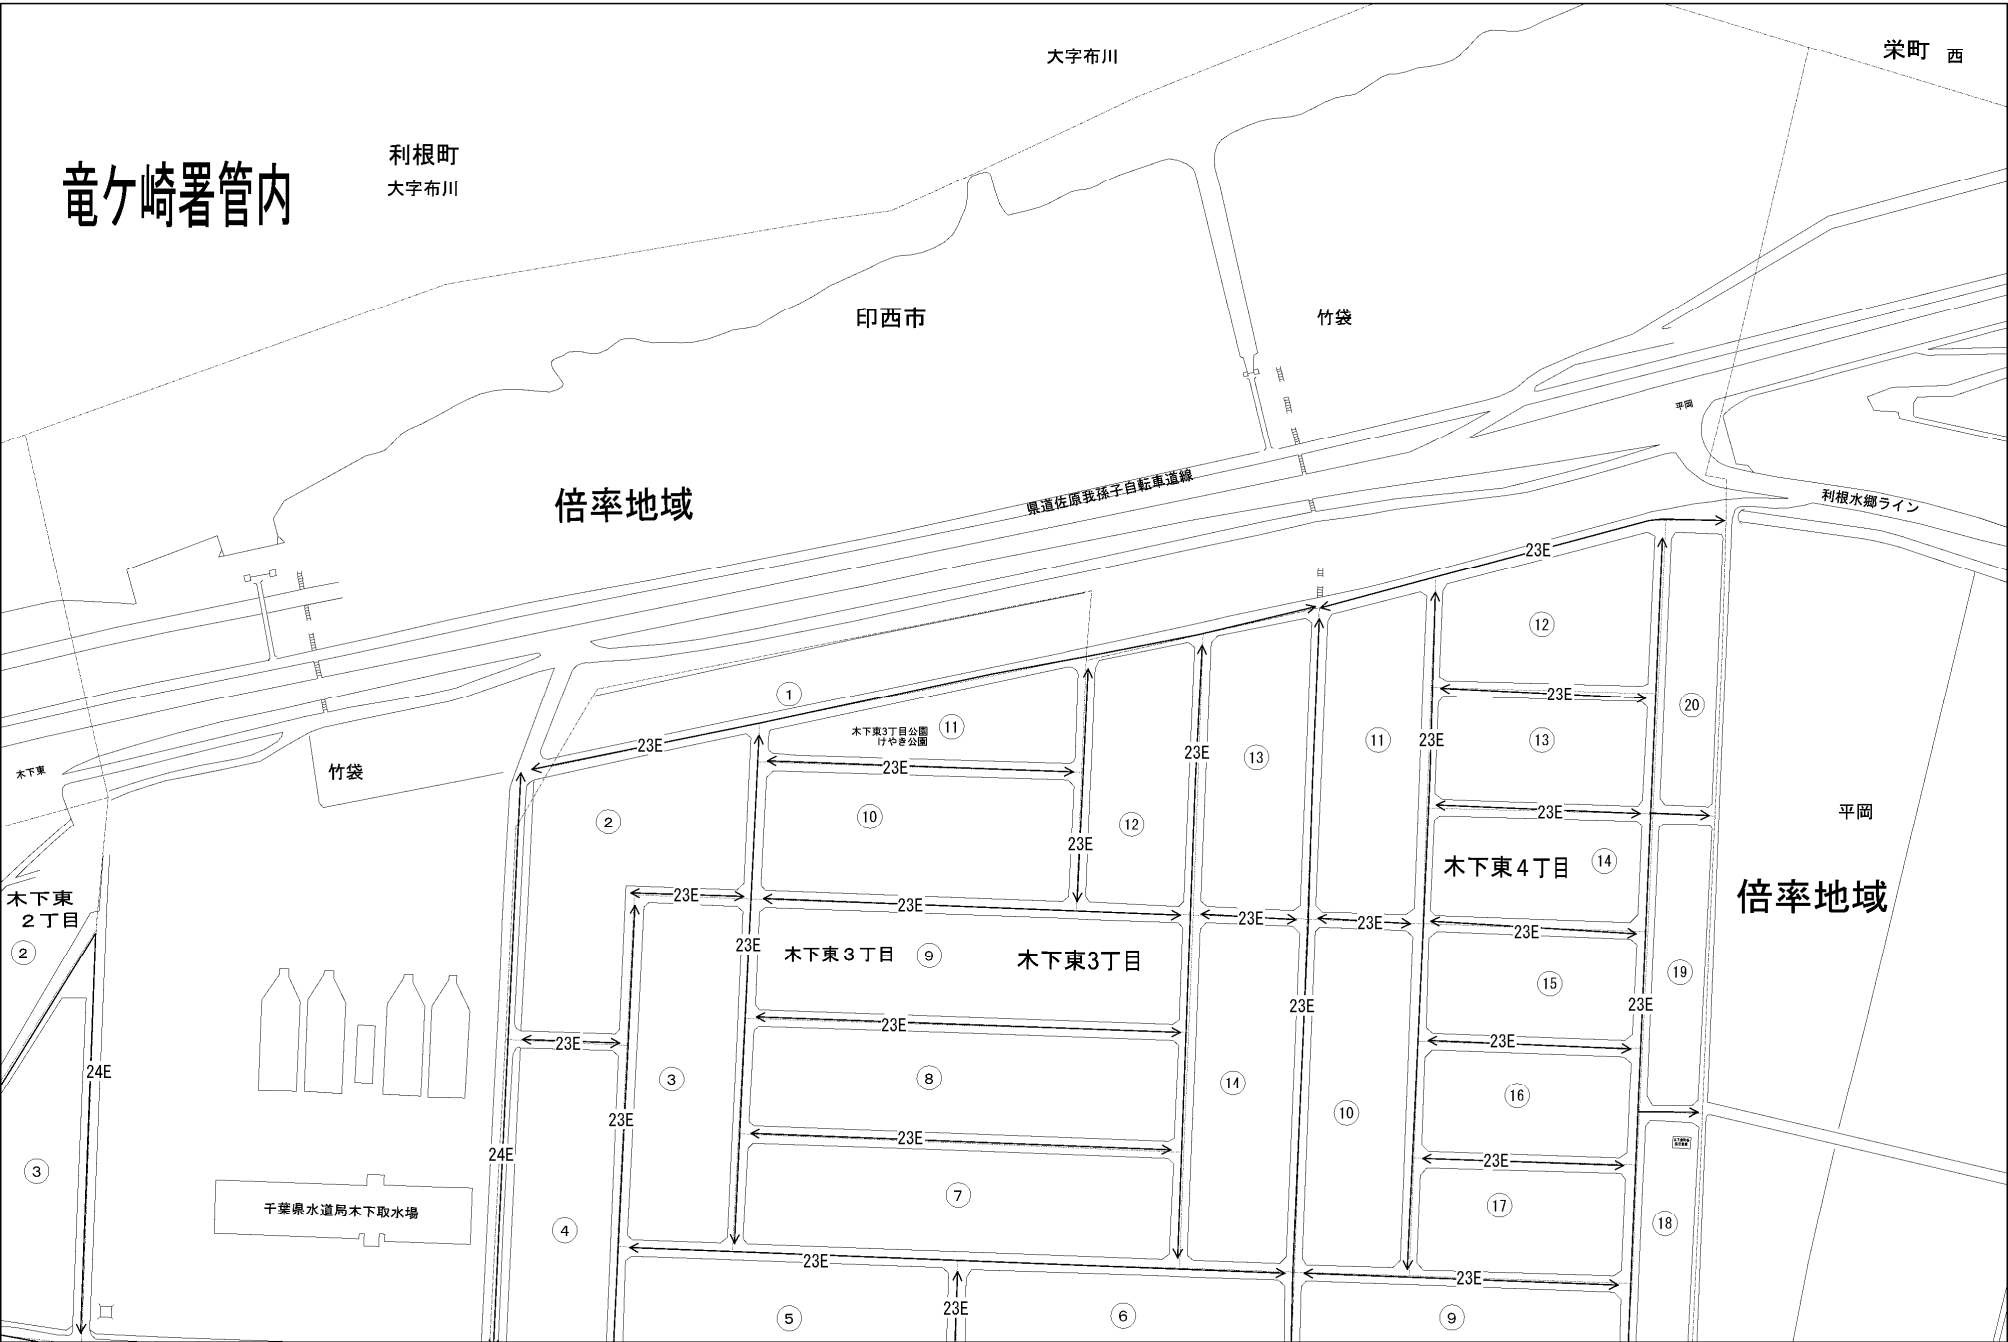 大字布川
栄町 西
利根町
大字布川
竜ケ崎署管内
印西市
竹袋
平岡
倍率地域
県道佐原我孫子自転車道線
利根水郷ライン
23E
12
①
11
23E
20
木下東3丁目公園
けやき公園
23E
13
11
23E
13
23E
23E
木下東
竹袋
23E
②
10
12
23E
23E
平岡
木下東4丁目
14
倍率地域
木下東
2丁目
23E
23E
23E
23E
23E
②
23E
木下東3丁目
⑨
木下東3丁目
19
15
23E
23E
23E
23E
23E
24E
③
⑧
14
10
16
23E
23E
24E
23E
③
⑦
17
18
千葉県水道局木下取水場
④
23E
23E
23E
⑤
⑥
⑨